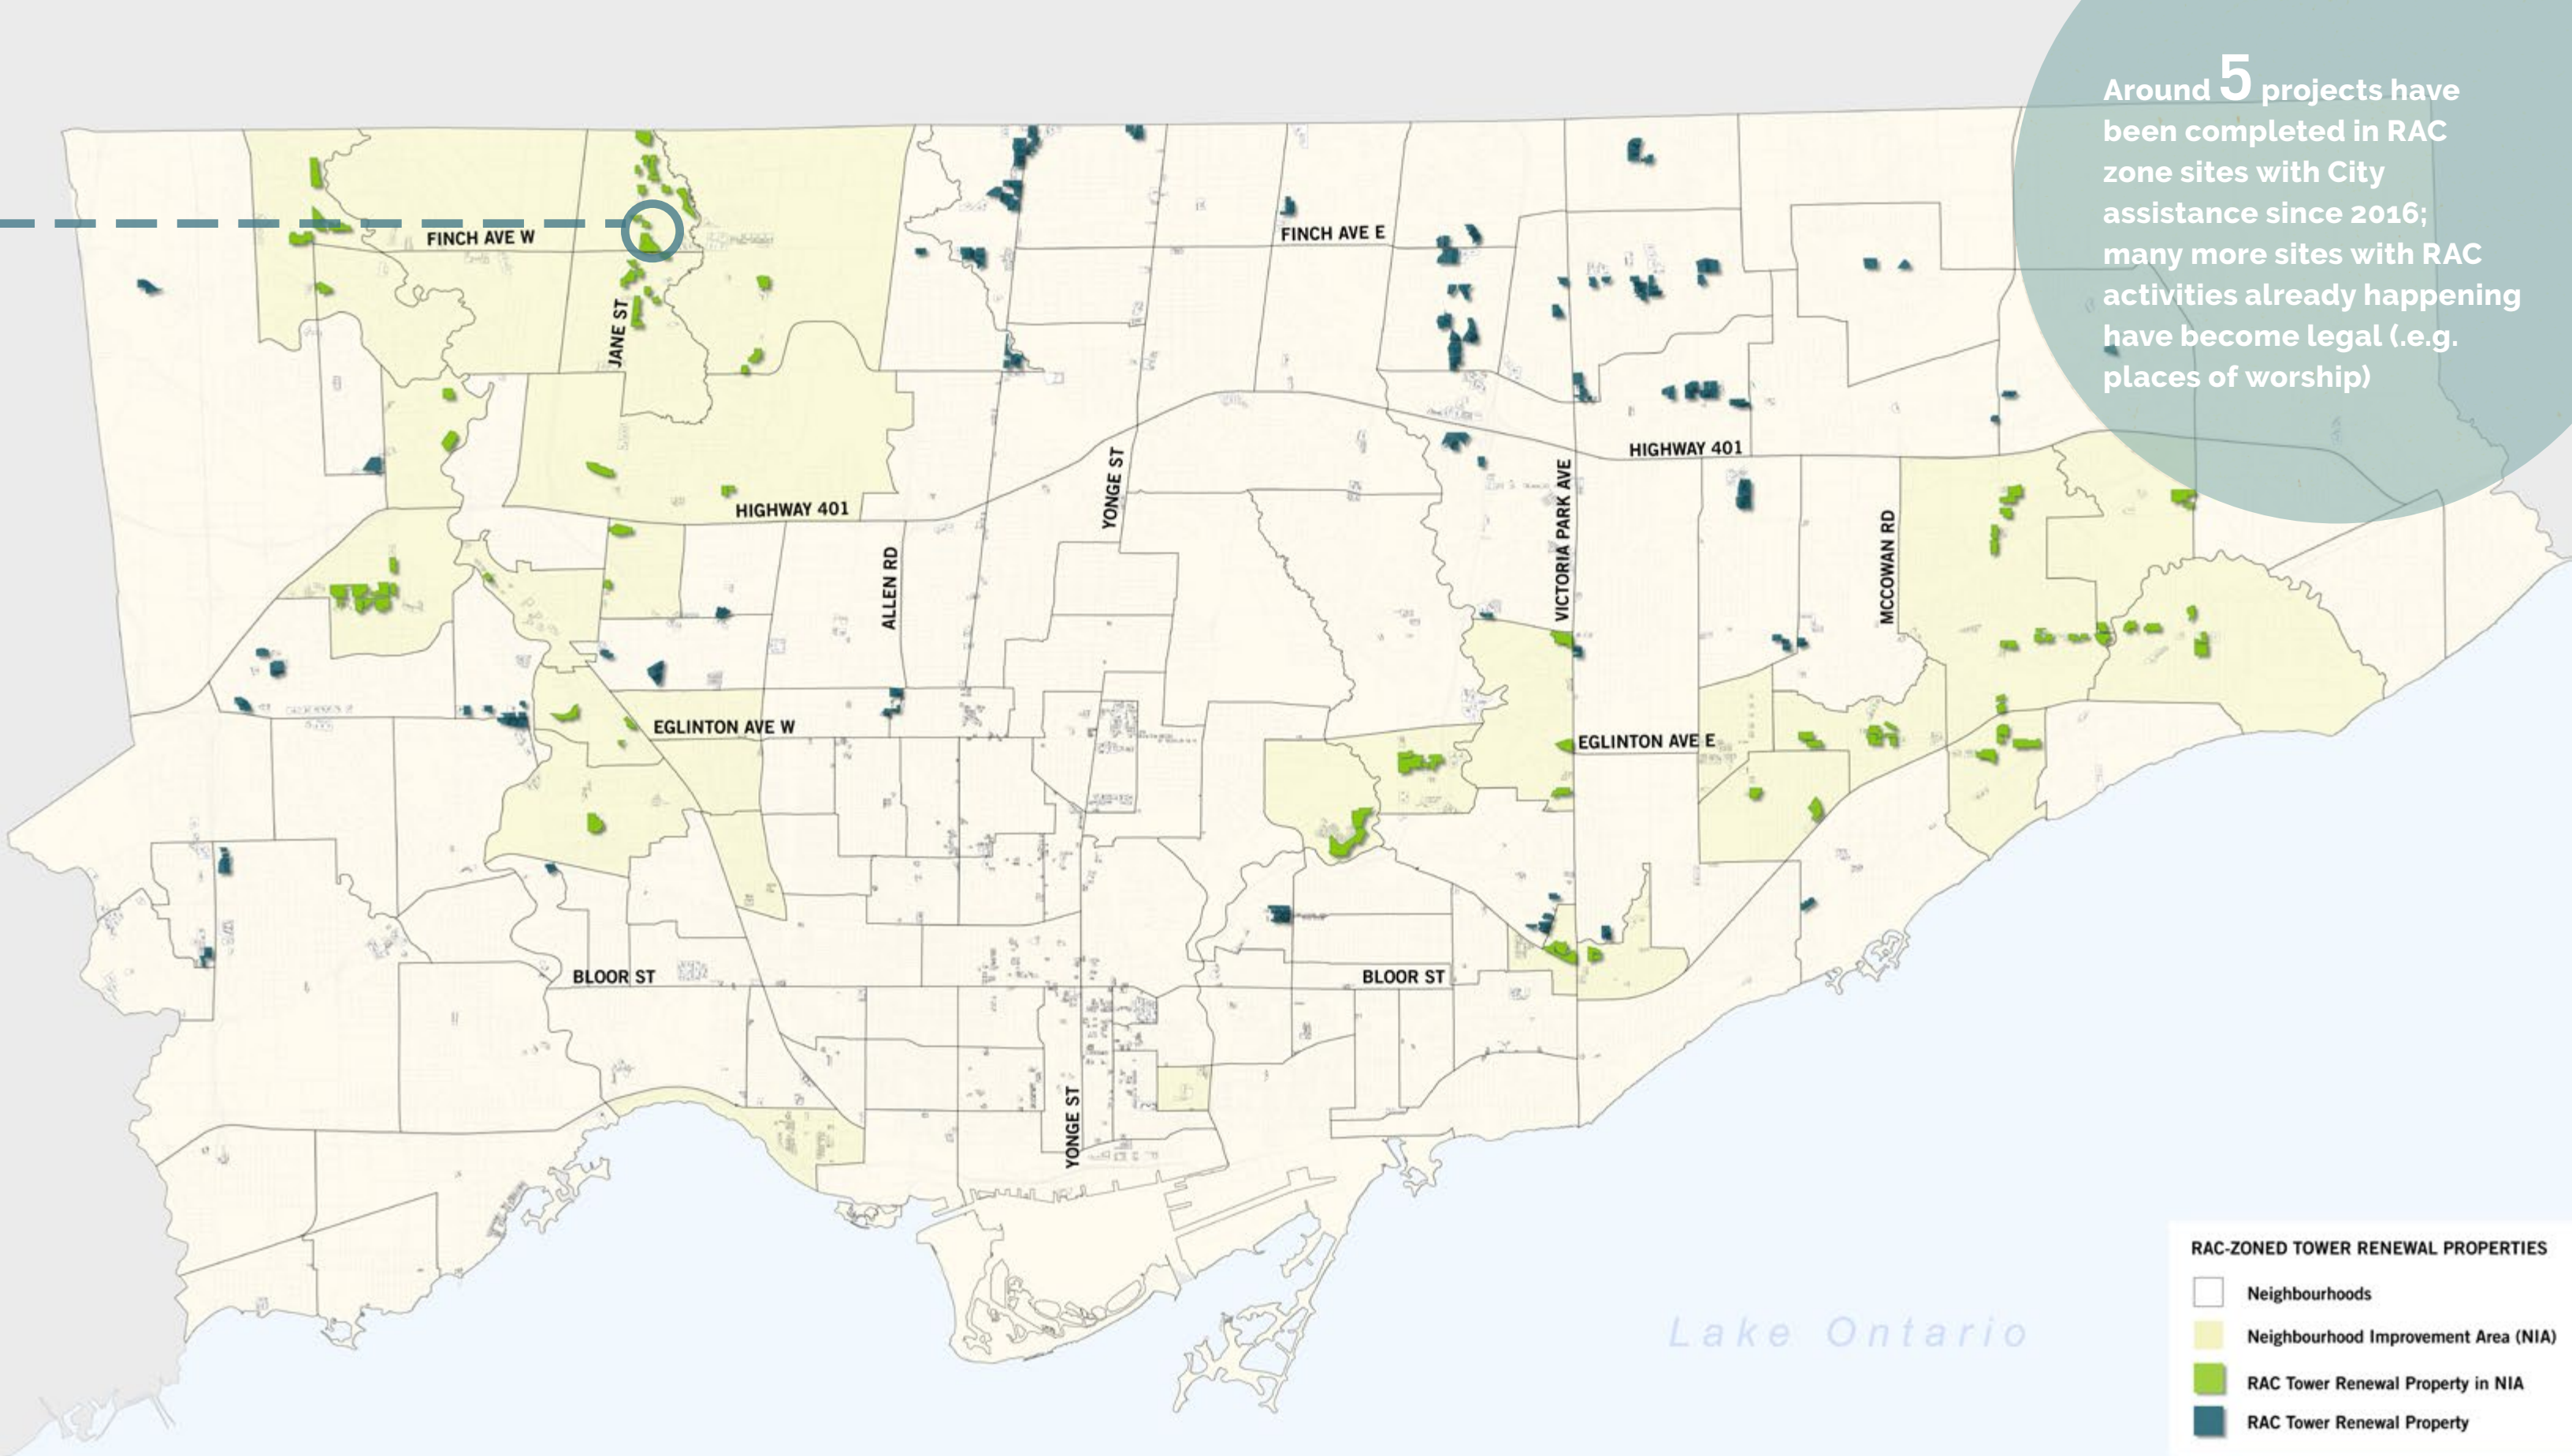 Around 5 projects have
been completed in RAC
zone sites with City
assistance since 2016;
many more sites with RAC
activities already happening
have become legal (.e.g.
places of worship)
FINCH AVE W
FINCH AVE E
JANE ST
HIGHWAY 401
HIGHWAY 401
YONGE ST
VICTORIA PARK AVE
MCCOWAN RD
ALLEN RD
EGLINTON AVE W
EGLINTON AVE E
BLOOR ST
BLOOR ST
YONGE ST
Lake Ontario
RAC-ZONED TOWER RENEWAL PROPERTIES
Neighbourhoods
Neighbourhood Improvement Area (NIA)
RAC Tower Renewal Property in NIA
RAC Tower Renewal Property